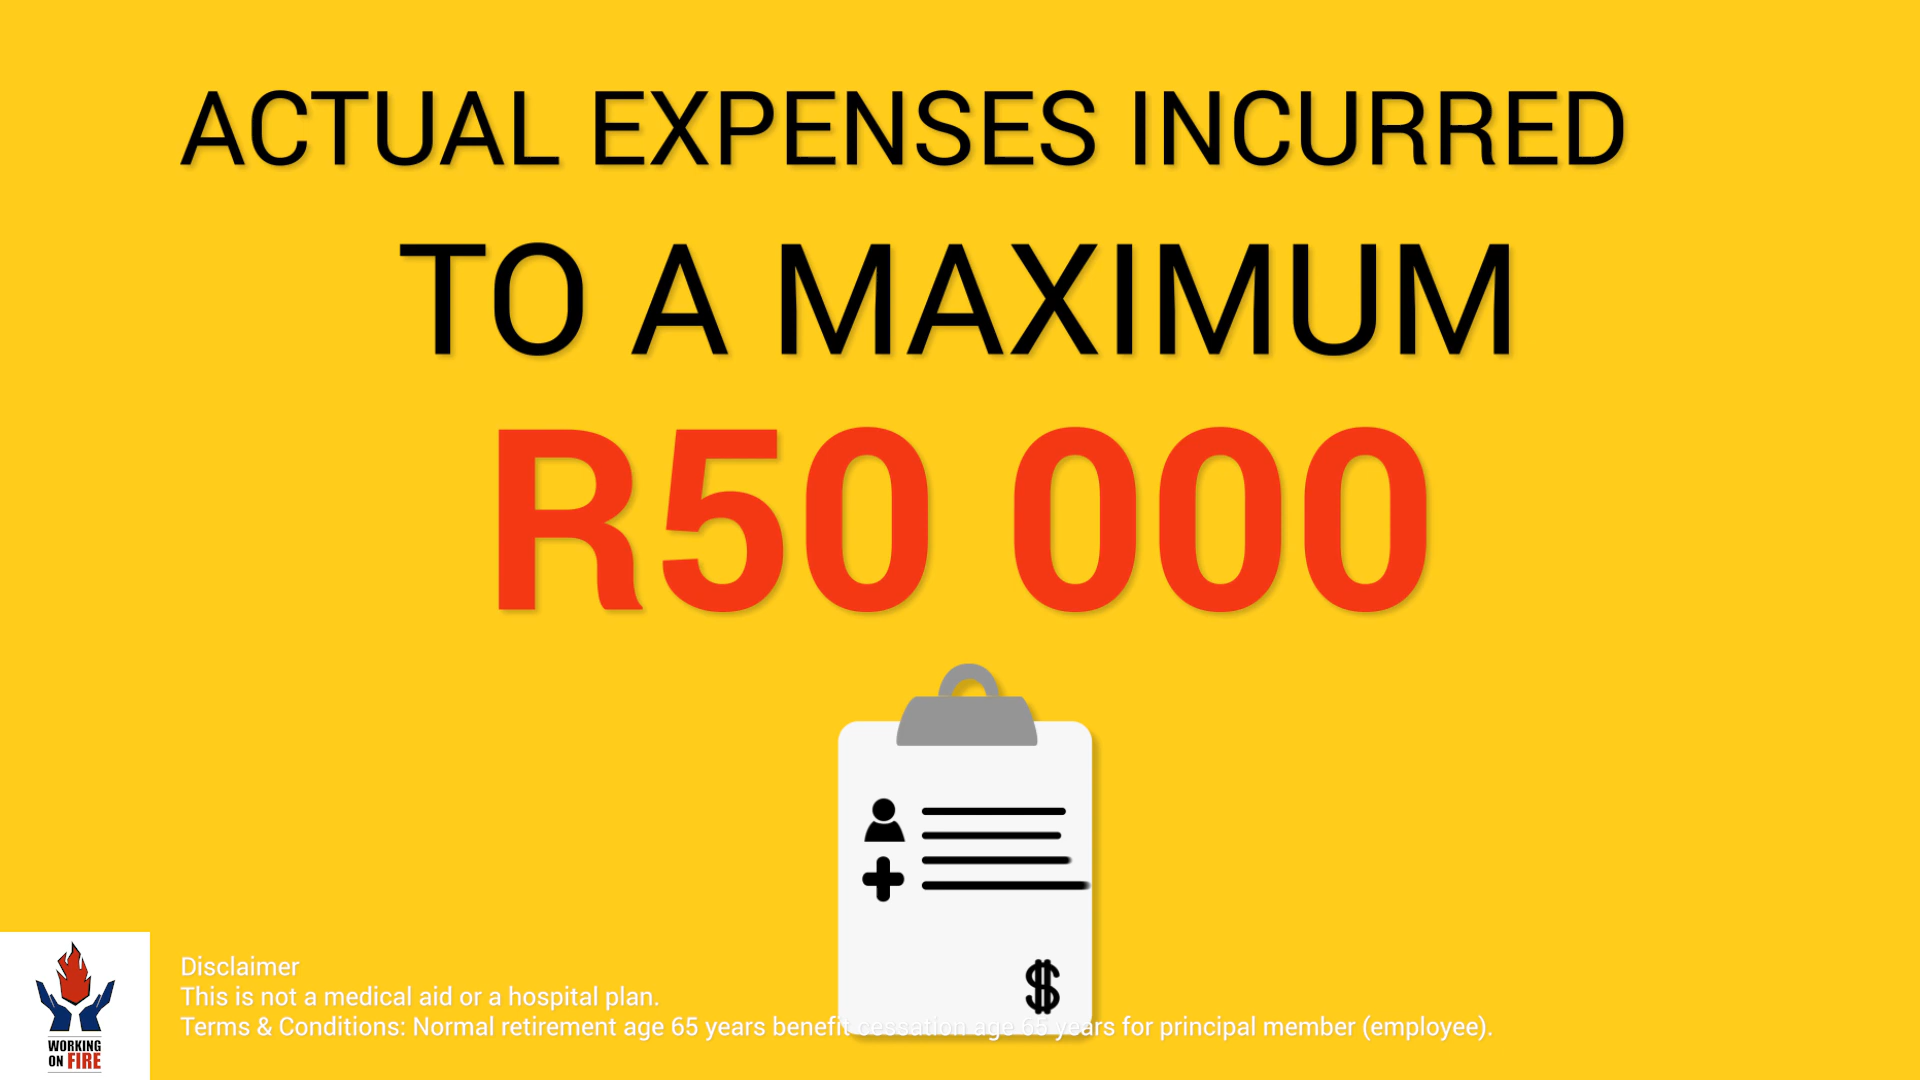 ACTUAL EXPENSES INCURRED
TO A MAXIMUM
R50 000
$
Disclaimer
This is not a medical aid or a hospital plan.
Terms & Conditions: Normal retirement age 65 years benefit cessation age 65 years for principal member (employee).
WORKING
ON FIRE